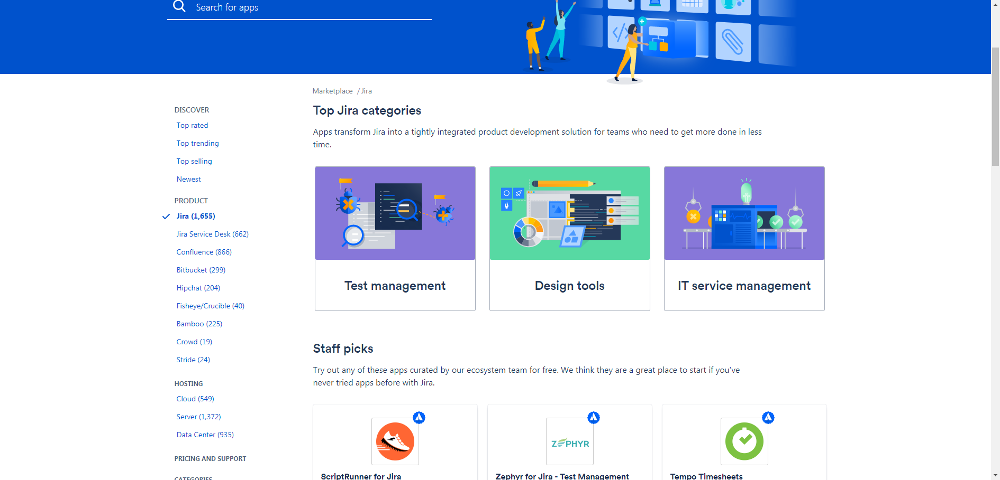 Search for apps
Marketplace / Jira
DISCOVER
Top rated
Top trending
Top selling
Newest
PRODUCT
Jira (1,655)
Jira Service Desk (662)
Confluence (866)
Bitbucket (299)
Hipchat (204)
Fisheye/Crucible (40)
Bamboo (225)
Crowd (19)
Stride (24)
HOSTING
Cloud (549)
Server (1,372)
Data Center (935)
PRICING AND SUPPORT
CATEGORIES
Top Jira categories
Apps transform Jira into a tightly integrated product development solution for teams who need to get more done in less
time.
Test management
Design tools
IT service management
Staff picks
Try out any of these apps curated by our ecosystem team for free. We think they are a great place to start if you've
never tried apps before with Jira.
ScriptRunner for Jira
ZEPHYR
Zephyr for Jira - Test Management
Tempo Timesheets